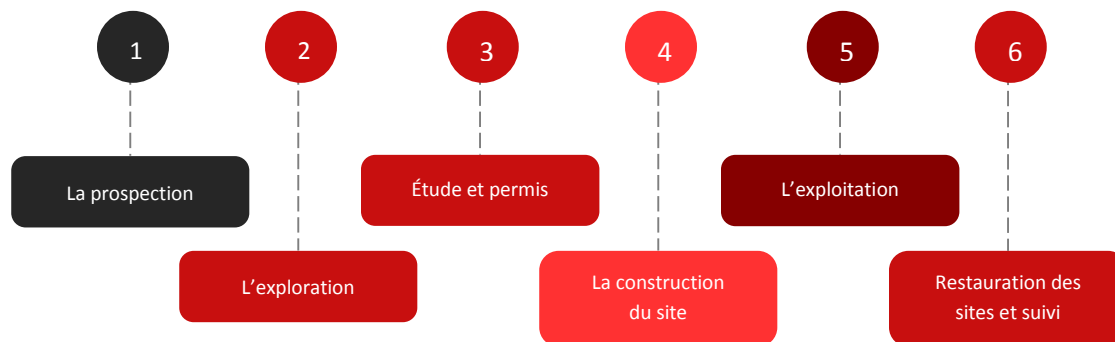 1
La prospection
2
L’exploration
3
Étude et permis
4
La construction
du site
5
L’exploitation
6
Restauration des
sites et suivi